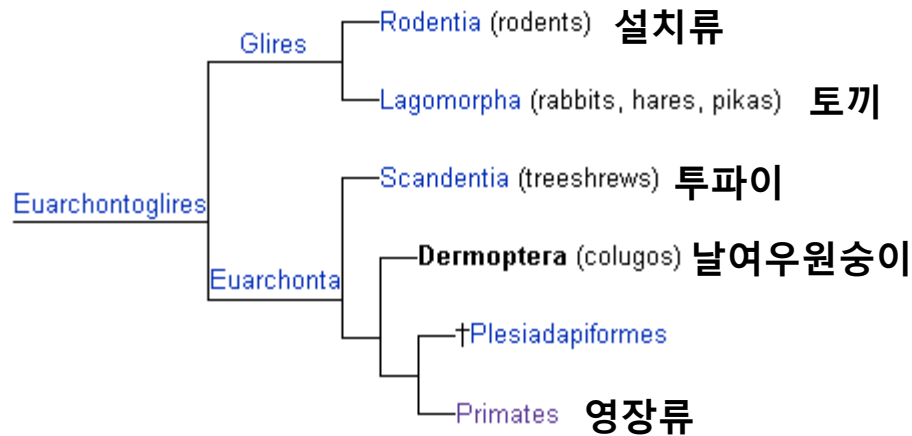 Rodentia (rodents) 설치류
Glires
Lagomorpha (rabbits, hares, pikas) 토끼
Scandentia (treeshrews) 투파이
Euarchontoglires
Dermoptera (colugos) 날여우원숭이
Euarchonta
†Plesiadapiformes
Primates 영장류